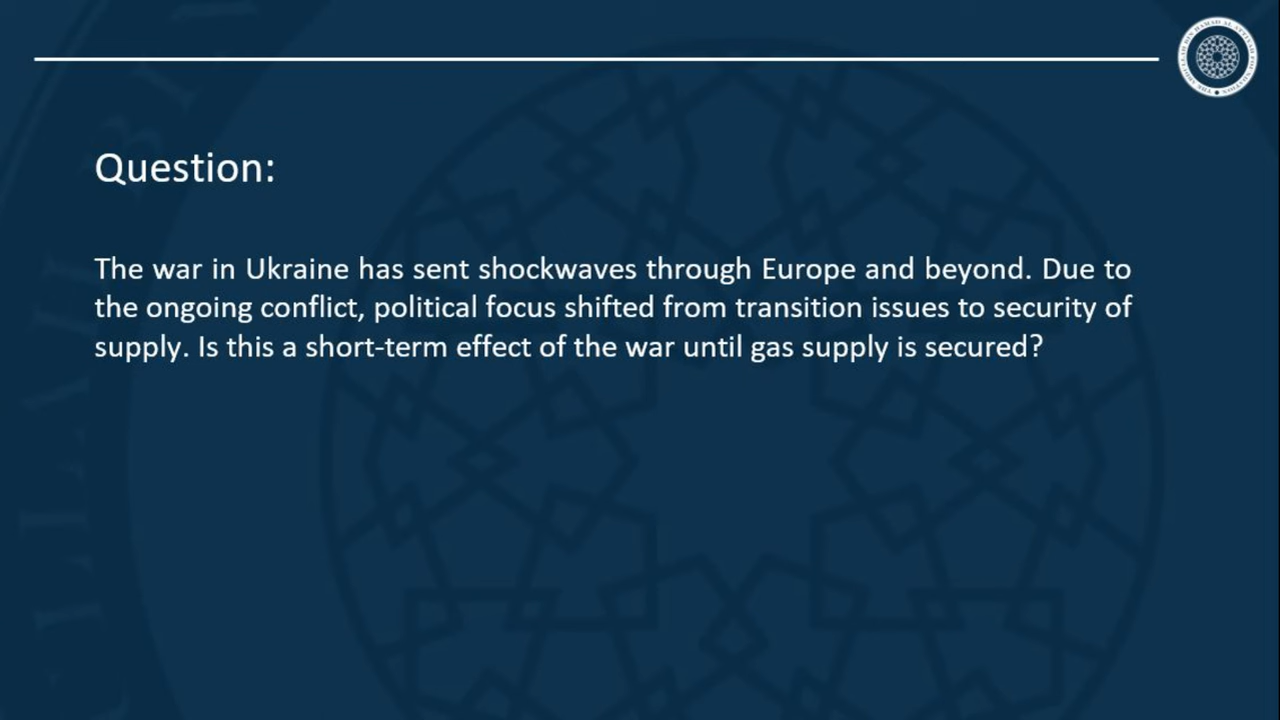 Question:
The war in Ukraine has sent shockwaves through Europe and beyond. Due to
the ongoing conflict, political focus shifted from transition issues to security of
supply. Is this a short-term effect of the war until gas supply is secured?